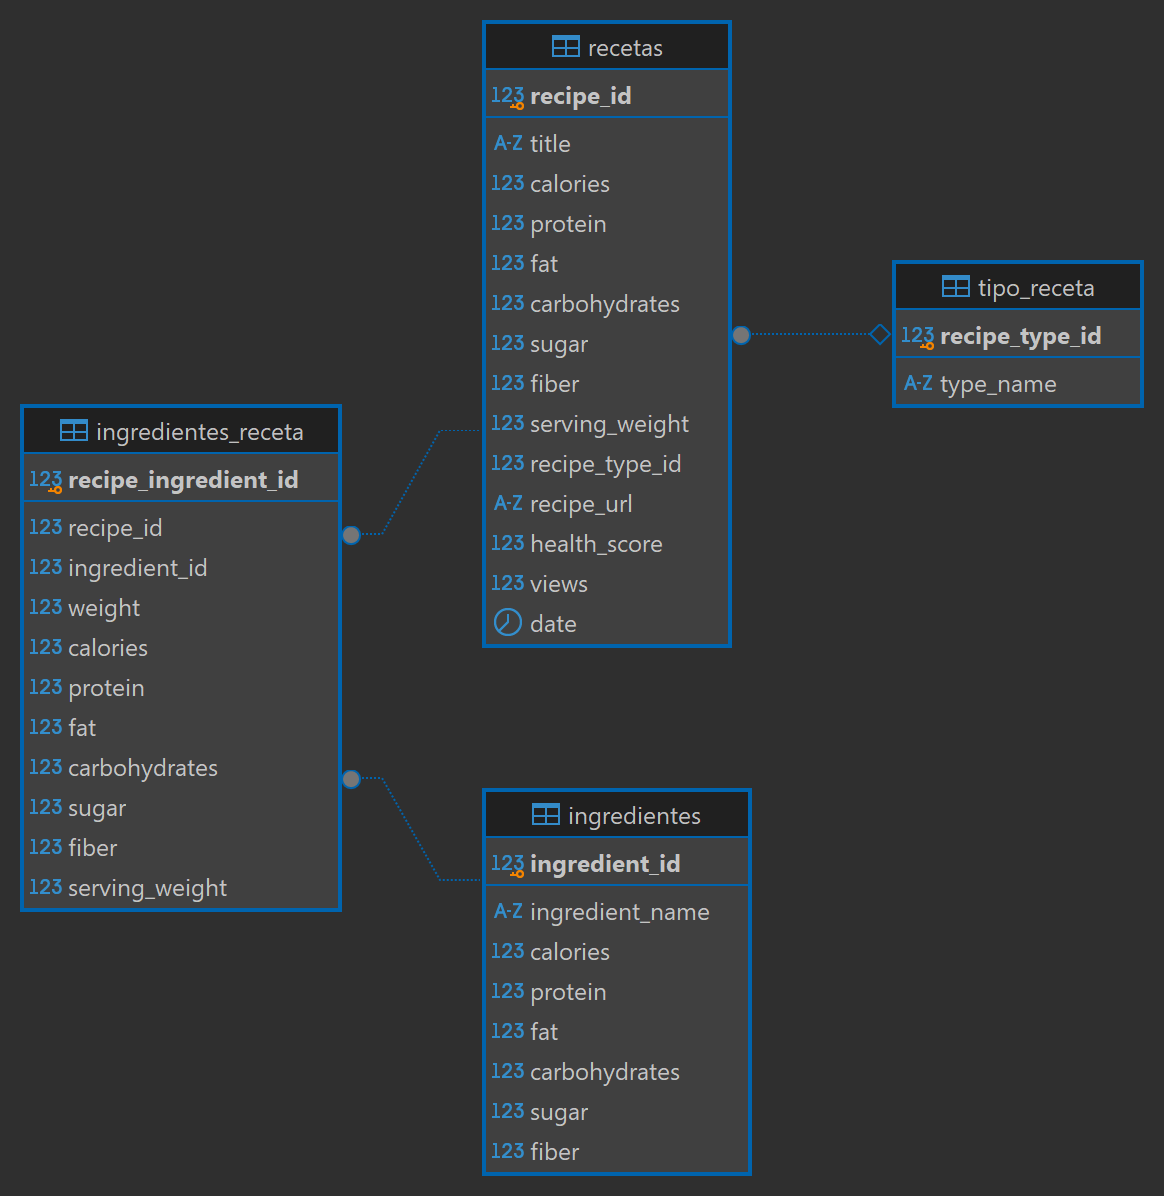 recetas
123 recipe_id
A-Z title
123 calories
123 protein
123 fat
123 carbohydrates
123 sugar
123 fiber
123 serving_weight
123 recipe_type_id
A-Z recipe_url
123 health_score
123 views
date
tipo_receta
123 recipe_type_id
A-Z type_name
ingredientes_receta
123 recipe_ingredient_id
123 recipe_id
123 ingredient_id
123 weight
123 calories
123 protein
123 fat
123 carbohydrates
123 sugar
123 fiber
123 serving_weight
ingredientes
123 ingredient_id
A-Z ingredient_name
123 calories
123 protein
123 fat
123 carbohydrates
123 sugar
123 fiber